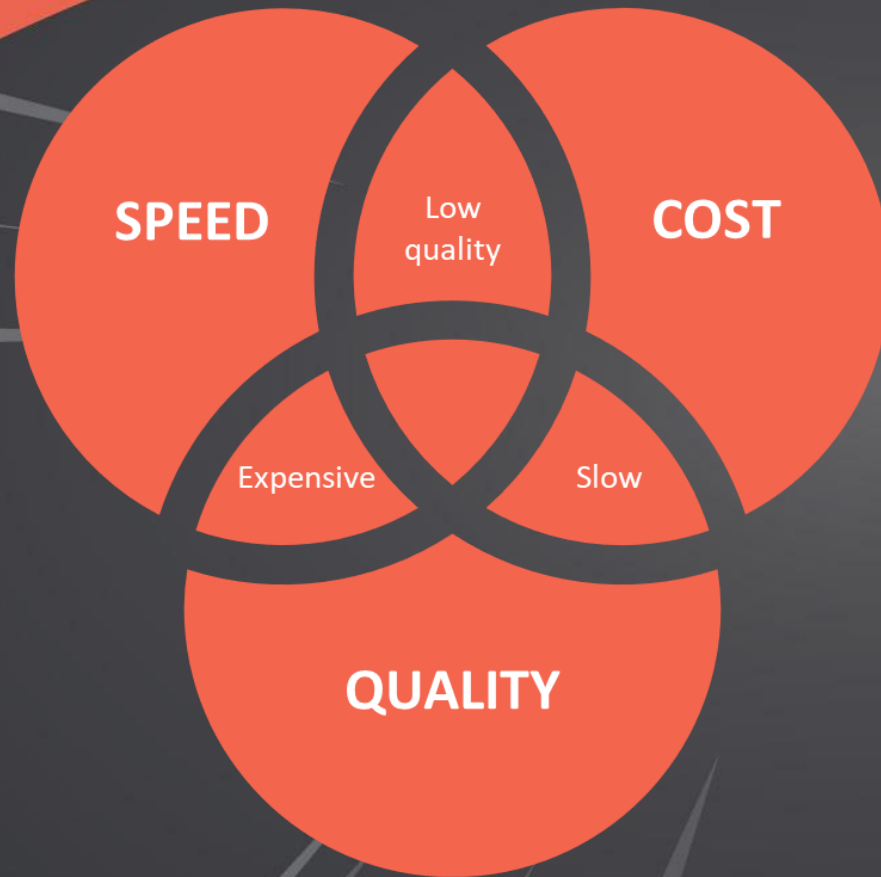 SPEED
COST
Low
quality
Expensive
Slow
QUALITY